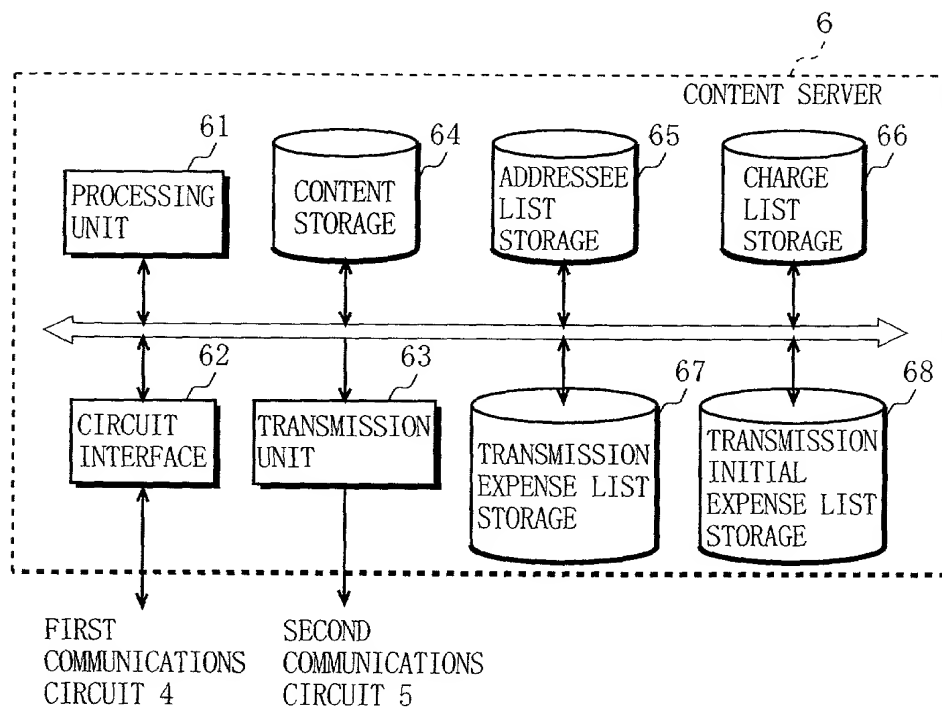 6
CONTENT SERVER
61
PROCESSING
UNIT
64
CONTENT
STORAGE
65
ADDRESSEE
LIST
STORAGE
66
CHARGE
LIST
STORAGE
62
CIRCUIT
INTERFACE
63
TRANSMISSION
UNIT
67
TRANSMISSION
EXPENSE LIST
STORAGE
68
TRANSMISSION
INITIAL
EXPENSE LIST
STORAGE
FIRST
COMMUNICATIONS
CIRCUIT 4
SECOND
COMMUNICATIONS
CIRCUIT 5